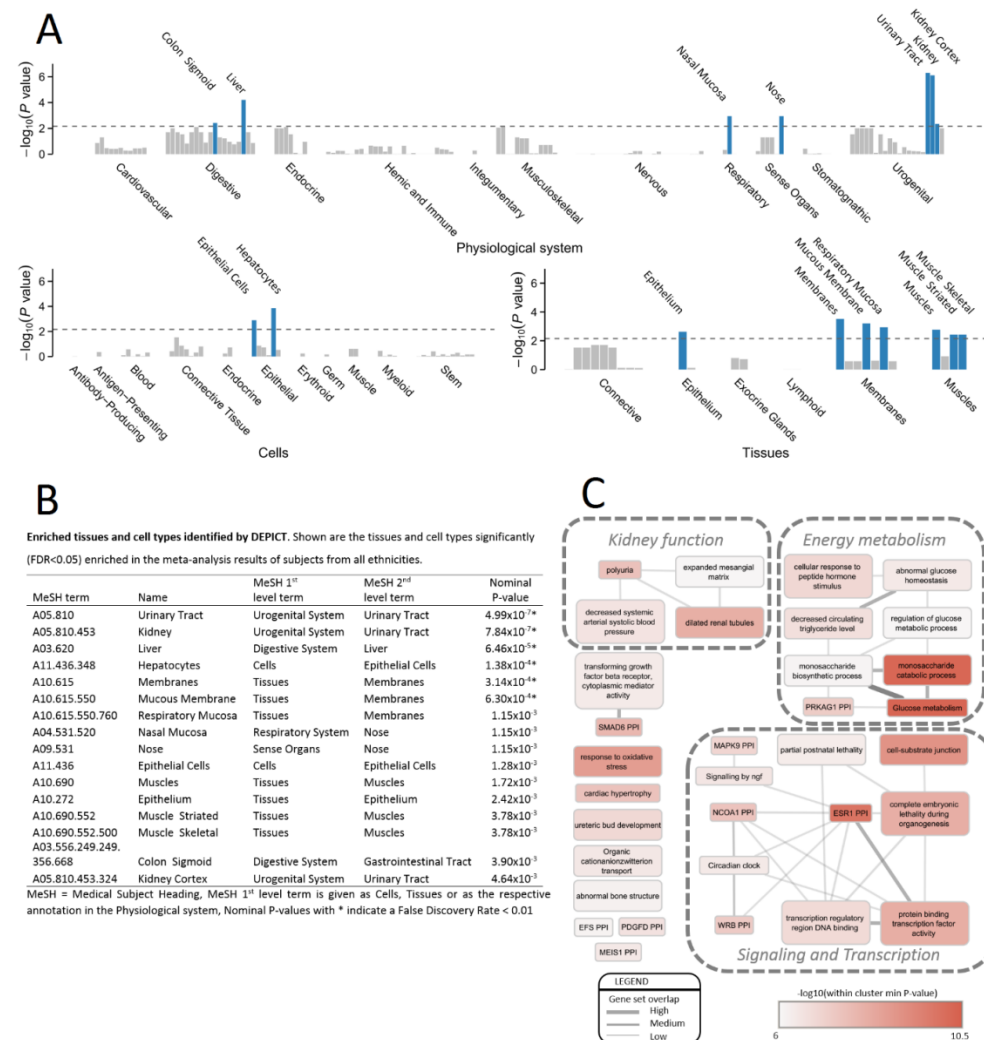 A
Colon Sigmoid
Liver
Nasal Mucosa
Nose
Urinary Tract
Kidney
Kidney Cortex
−log10(P value)
6
4
2
0
Cardiovascular
Digestive
Endocrine
Hemic and Immune
Integumentary
Musculoskeletal
Nervous
Respiratory
Sense Organs
Stomatognathic
Urogenital
Physiological system
Epithelial Cells
Hepatocytes
−log10(P value)
6
4
2
0
Antibody−Producing
Antigen−Presenting
Blood
Connective Tissue
Endocrine
Epithelial
Erythroid
Germ
Muscle
Myeloid
Stem
Cells
Epithelium
Membranes
Mucous Membrane
Respiratory Mucosa
Muscles
Muscle Striated
Muscle Skeletal
−log10(P value)
6
4
2
0
Connective
Epithelium
Exocrine Glands
Lymphoid
Membranes
Muscles
Tissues
B
Enriched tissues and cell types identified by DEPICT. Shown are the tissues and cell types significantly
(FDR<0.05) enriched in the meta-analysis results of subjects from all ethnicities.
MeSH term Name MeSH 1st level term MeSH 2nd level term Nominal P-value
A05.810 Urinary Tract Urogenital System Urinary Tract 4.99x10-7*
A05.810.453 Kidney Urogenital System Urinary Tract 7.84x10-7*
A03.620 Liver Digestive System Liver 6.46x10-5*
A11.436.348 Hepatocytes Cells Epithelial Cells 1.38x10-4*
A10.615 Membranes Tissues Membranes 3.14x10-4*
A10.615.550 Mucous Membrane Tissues Membranes 6.30x10-4*
A10.615.550.760 Respiratory Mucosa Tissues Membranes 1.15x10-3
A04.531.520 Nasal Mucosa Respiratory System Nose 1.15x10-3
A09.531 Nose Sense Organs Nose 1.15x10-3
A11.436 Epithelial Cells Cells Epithelial Cells 1.28x10-3
A10.690 Muscles Tissues Muscles 1.72x10-3
A10.272 Epithelium Tissues Epithelium 2.42x10-3
A10.690.552 Muscle Striated Tissues Muscles 3.78x10-3
A10.690.552.500 Muscle Skeletal Tissues Muscles 3.78x10-3
A03.556.249.249.
356.668 Colon Sigmoid Digestive System Gastrointestinal Tract 3.90x10-3
A05.810.453.324 Kidney Cortex Urogenital System Urinary Tract 4.64x10-3
MeSH = Medical Subject Heading, MeSH 1st level term is given as Cells, Tissues or as the respective
annotation in the Physiological system, Nominal P-values with * indicate a False Discovery Rate < 0.01
C
Kidney function
polyuria
expanded mesangial
matrix
decreased systemic
arterial systolic blood
pressure
dilated renal tubules
Energy metabolism
cellular response to
peptide hormone
stimulus
abnormal glucose
homeostasis
decreased circulating
triglyceride level
regulation of glucose
metabolic process
monosaccharide
biosynthetic process
monosaccharide
catabolic process
PRKAG1 PPI
Glucose metabolism
transforming growth
factor beta receptor,
cytoplasmic mediator
activity
SMAD6 PPI
response to oxidative
stress
cardiac hypertrophy
ureteric bud development
Organic
cationanionzwitterion
transport
abnormal bone structure
EFS PPI
PDGFD PPI
MEIS1 PPI
MAPK9 PPI
partial postnatal lethality
cell-substrate junction
Signalling by ngf
NCOA1 PPI
ESR1 PPI
complete embryonic
lethality during
organogenesis
Circadian clock
WRB PPI
transcription regulatory
region DNA binding
protein binding
transcription factor
activity
Signaling and Transcription
LEGEND
Gene set overlap
High
Medium
Low
-log10(within cluster min P-value)
6
10.5